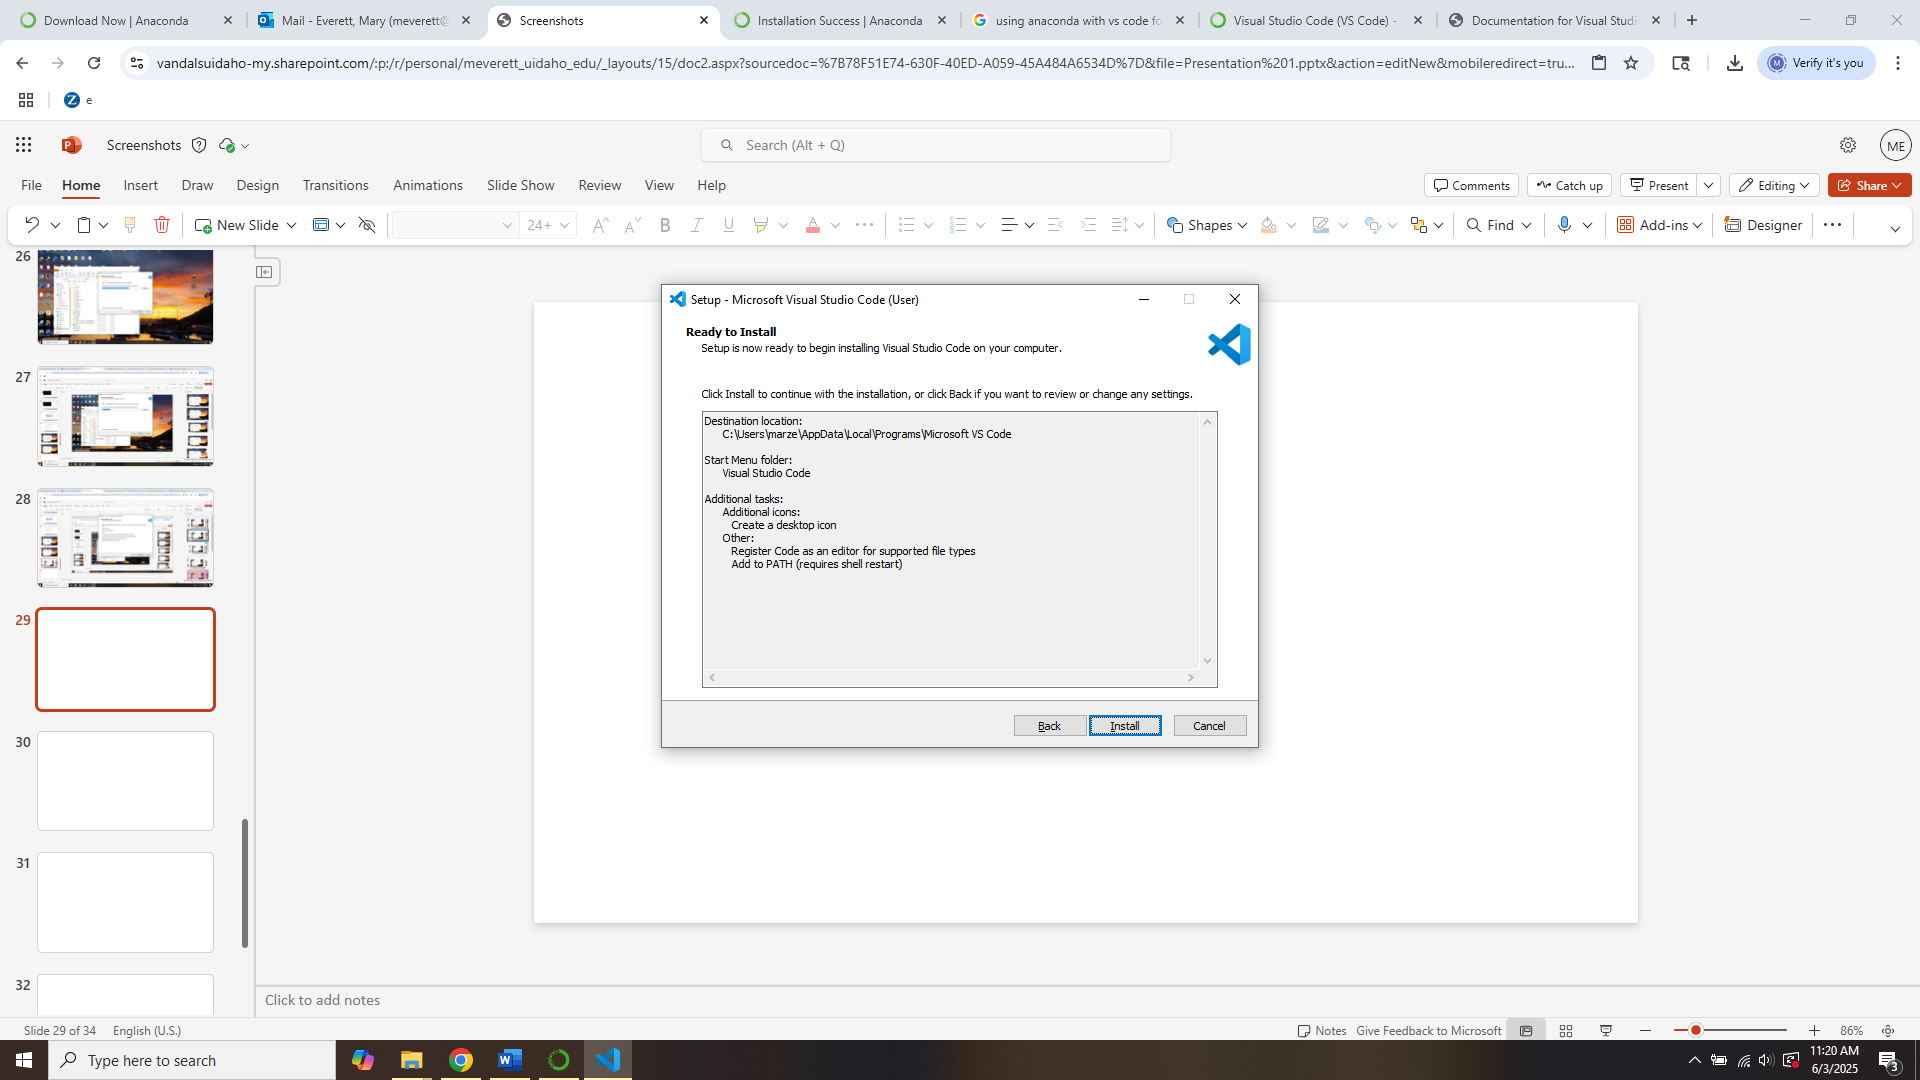 Download Now | Anaconda
Mail - Everett, Mary (meverett@
Screenshots
Installation Success | Anaconda
using anaconda with vs code fo
Visual Studio Code (VS Code) -
Documentation for Visual Studi
vandalsuidaho-my.sharepoint.com/:p:/r/personal/meverett_uidaho_edu/_layouts/15/doc2.aspx?sourcedoc=%7B78F51E74-630F-40ED-A059-45A484A6534D%7D&file=Presentation%201.pptx&action=editNew&mobileredirect=tru...
M
Verify it's you
Z e
Screenshots
Search (Alt + Q)
ME
File Home Insert Draw Design Transitions Animations Slide Show Review View Help
Comments Catch up Present Editing Share
New Slide 24+ Shapes Find Add-ins Designer
26
27
28
29
30
31
32
Setup - Microsoft Visual Studio Code (User)
Ready to Install
Setup is now ready to begin installing Visual Studio Code on your computer.
Click Install to continue with the installation, or click Back if you want to review or change any settings.
Destination location:
C:\Users\marze\AppData\Local\Programs\Microsoft VS Code
Start Menu folder:
Visual Studio Code
Additional tasks:
Additional icons:
Create a desktop icon
Other:
Register Code as an editor for supported file types
Add to PATH (requires shell restart)
Back Install Cancel
Click to add notes
Slide 29 of 34 English (U.S.)
Notes Give Feedback to Microsoft 86%
Type here to search
11:20 AM
6/3/2025
3